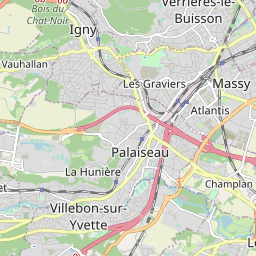 Verrières-le-
Buisson
Bois du
Chat-Noir
Igny
Vauhallan
Les Graviers
Massy
Atlantis
Palaiseau
La Hunière
Champlan
Villebon-sur-
Yvette